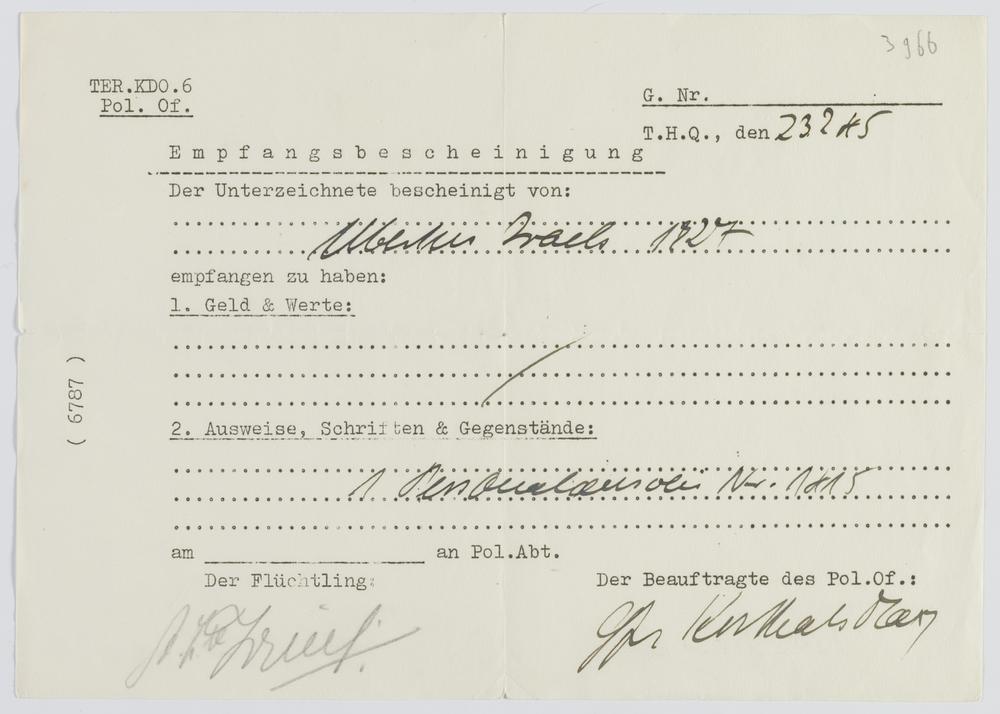 3966
TER.KDO.6
Pol. Of.
G. Nr.
T.H.Q., den 23.2.45
Empfangsbescheinigung
Der Unterzeichnete bescheinigt von:
1927
empfangen zu haben:
1. Geld & Werte:
2. Ausweise, Schriften & Gegenstände:
1 Personalausweis Nr. 1415
am an Pol.Abt.
Der Flüchtling:
Der Beauftragte des Pol.Of.:
( 6787 )